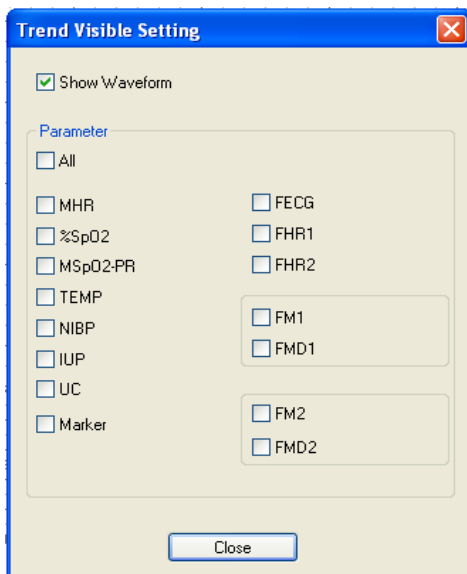 Trend Visible Setting
Show Waveform
Parameter
All
MHR
%SpO2
MSpO2-PR
TEMP
NIBP
IUP
UC
Marker
FECG
FHR1
FHR2
FM1
FMD1
FM2
FMD2
Close